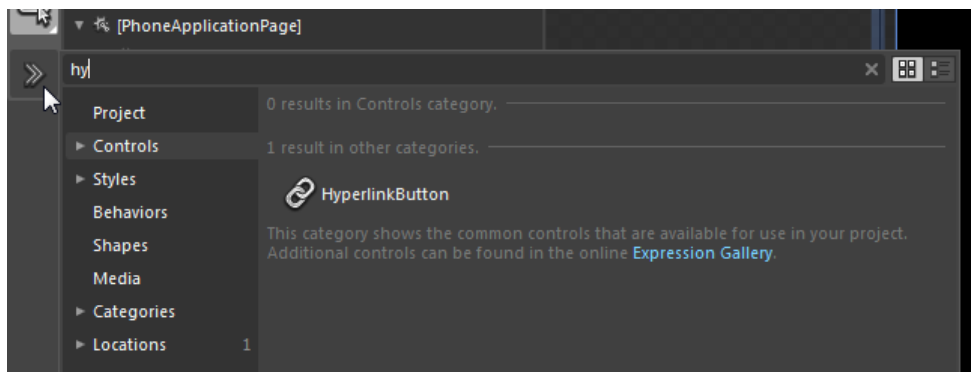 [PhoneApplicationPage]
hy
Project
0 results in Controls category.
Controls
1 result in other categories.
Styles
HyperlinkButton
Behaviors
This category shows the common controls that are available for use in your project.
Shapes
Additional controls can be found in the online Expression Gallery.
Media
Categories
Locations 1